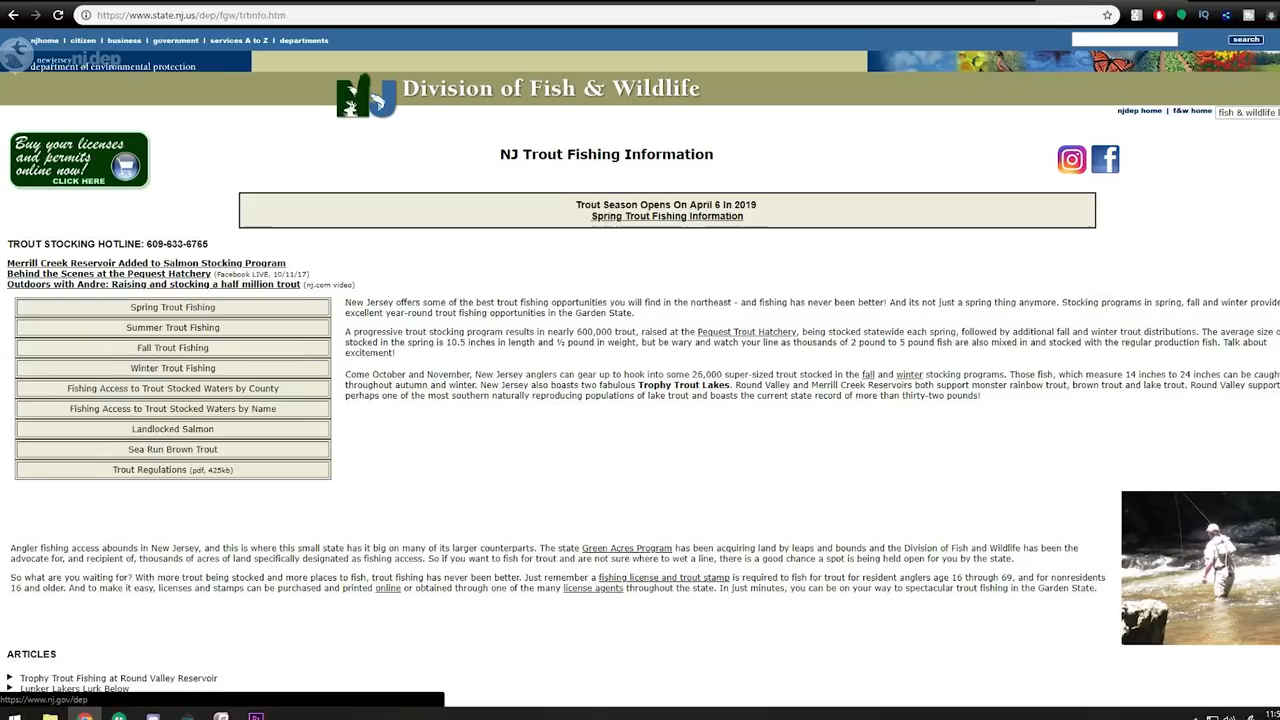 https://www.state.nj.us/dep/fgw/trtinfo.htm
njhome | citizen | business | government | services A to Z | departments
search
newjersey
department of environmental protection
njdep
NJ
Division of Fish & Wildlife
njdep home | f&w home
fish & wildlife
Buy your licenses
and permits
online now!
CLICK HERE
NJ Trout Fishing Information
Trout Season Opens On April 6 In 2019
Spring Trout Fishing Information
TROUT STOCKING HOTLINE: 609-633-6765
Merrill Creek Reservoir Added to Salmon Stocking Program
Behind the Scenes at the Pequest Hatchery (Facebook LIVE, 10/11/17)
Outdoors with Andre: Raising and stocking a half million trout (nj.com video)
Spring Trout Fishing
Summer Trout Fishing
Fall Trout Fishing
Winter Trout Fishing
Fishing Access to Trout Stocked Waters by County
Fishing Access to Trout Stocked Waters by Name
Landlocked Salmon
Sea Run Brown Trout
Trout Regulations (pdf, 425kb)
New Jersey offers some of the best trout fishing opportunities you will find in the northeast - and fishing has never been better! And its not just a spring thing anymore. Stocking programs in spring, fall and winter provide
excellent year-round trout fishing opportunities in the Garden State.
A progressive trout stocking program results in nearly 600,000 trout, raised at the Pequest Trout Hatchery, being stocked statewide each spring, followed by additional fall and winter trout distributions. The average size o
stocked in the spring is 10.5 inches in length and ½ pound in weight, but be wary and watch your line as thousands of 2 pound to 5 pound fish are also mixed in and stocked with the regular production fish. Talk about
excitement!
Come October and November, New Jersey anglers can gear up to hook into some 26,000 super-sized trout stocked in the fall and winter stocking programs. Those fish, which measure 14 inches to 24 inches can be caught
throughout autumn and winter. New Jersey also boasts two fabulous Trophy Trout Lakes. Round Valley and Merrill Creek Reservoirs both support monster rainbow trout, brown trout and lake trout. Round Valley support
perhaps one of the most southern naturally reproducing populations of lake trout and boasts the current state record of more than thirty-two pounds!
Angler fishing access abounds in New Jersey, and this is where this small state has it big on many of its larger counterparts. The state Green Acres Program has been acquiring land by leaps and bounds and the Division of Fish and Wildlife has been the
advocate for, and recipient of, thousands of acres of land specifically designated as fishing access. So if you want to fish for trout and are not sure where to wet a line, there is a good chance a spot is being held open for you by the state.
So what are you waiting for? With more trout being stocked and more places to fish, trout fishing has never been better. Just remember a fishing license and trout stamp is required to fish for trout for resident anglers age 16 through 69, and for nonresidents
16 and older. And to make it easy, licenses and stamps can be purchased and printed online or obtained through one of the many license agents throughout the state. In just minutes, you can be on your way to spectacular trout fishing in the Garden State.
ARTICLES
Trophy Trout Fishing at Round Valley Reservoir
Lunker Lakers Lurk Below
https://www.nj.gov/dep